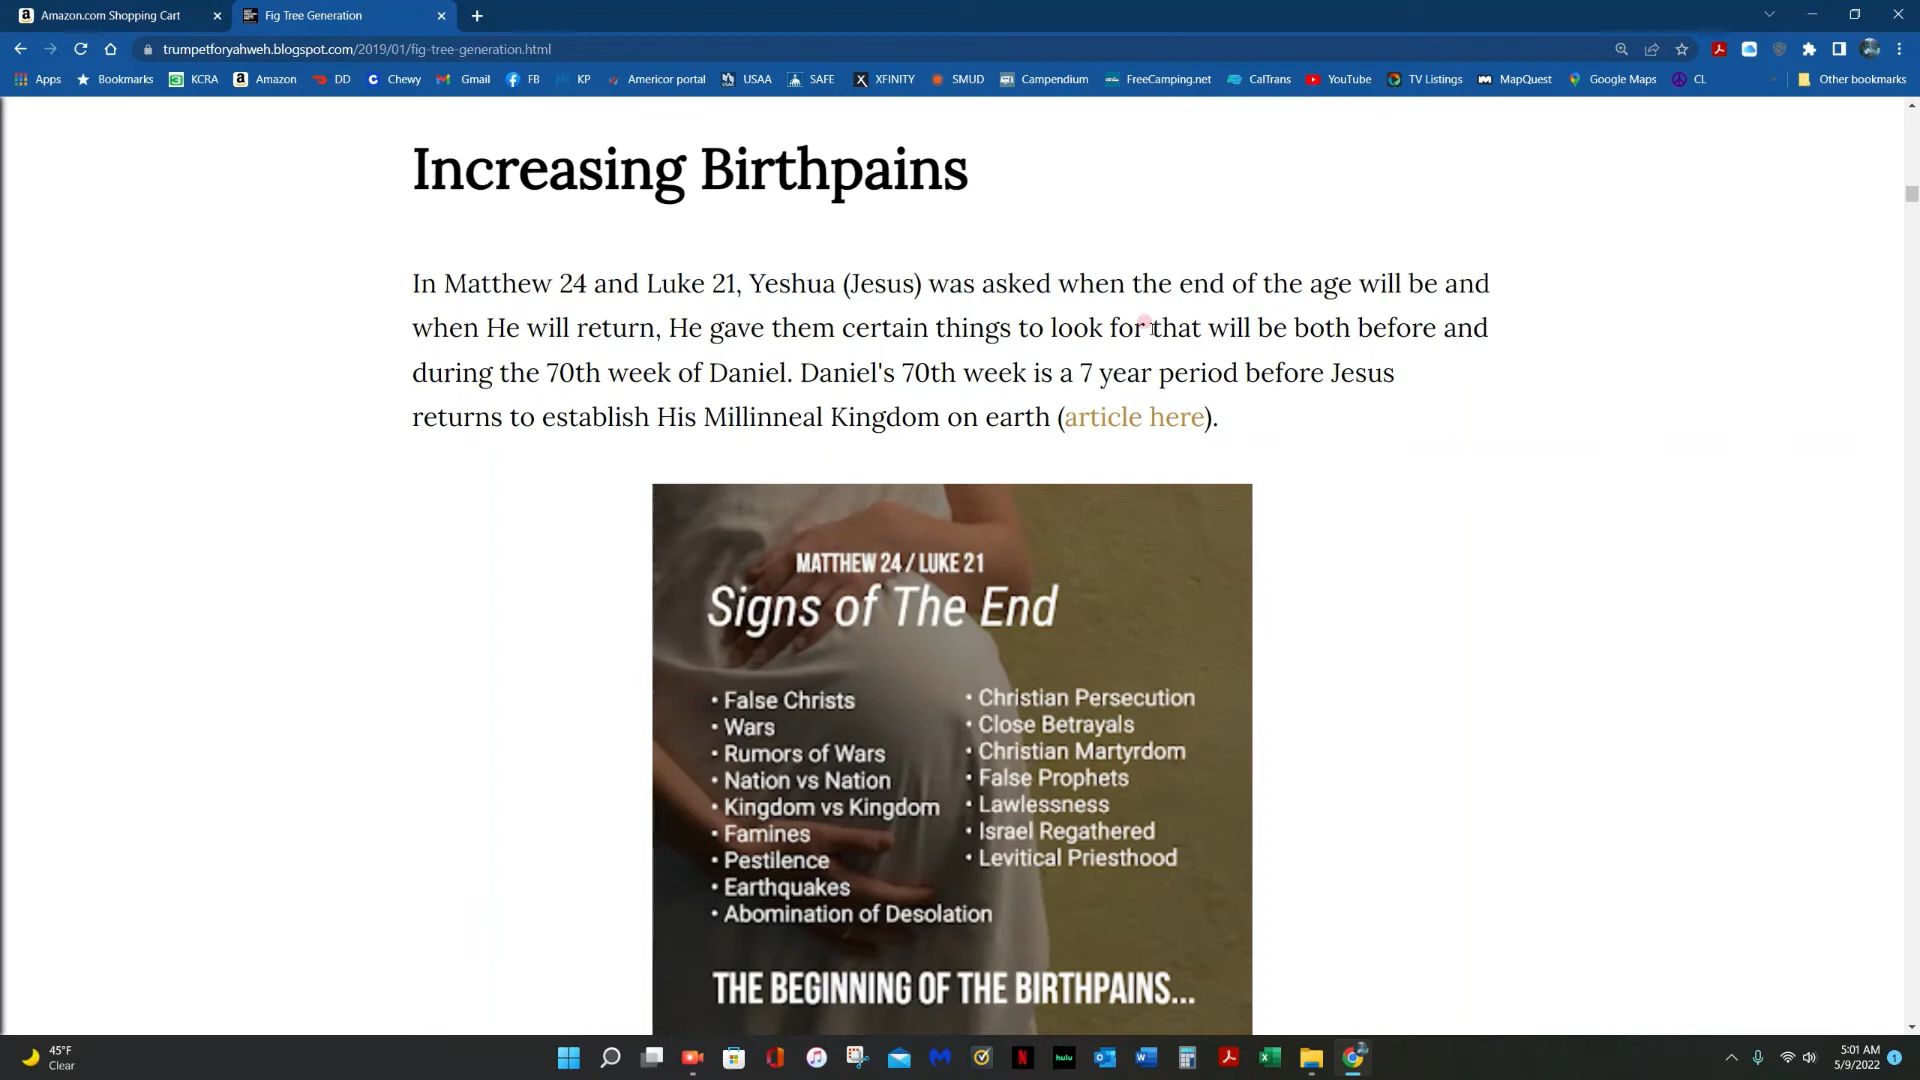 Amazon.com Shopping Cart
Fig Tree Generation
trumpetforyahweh.blogspot.com/2019/01/fig-tree-generation.html
Apps Bookmarks KCRA Amazon DD Chewy Gmail FB KP Americor portal USAA SAFE XFINITY SMUD Campendium FreeCamping.net CalTrans YouTube TV Listings MapQuest Google Maps CL Other bookmarks
Increasing Birthpains
In Matthew 24 and Luke 21, Yeshua (Jesus) was asked when the end of the age will be and
when He will return, He gave them certain things to look for that will be both before and
during the 70th week of Daniel. Daniel's 70th week is a 7 year period before Jesus
returns to establish His Millinneal Kingdom on earth (article here).
MATTHEW 24 / LUKE 21
Signs of The End
• False Christs
• Wars
• Rumors of Wars
• Nation vs Nation
• Kingdom vs Kingdom
• Famines
• Pestilence
• Earthquakes
• Abomination of Desolation
• Christian Persecution
• Close Betrayals
• Christian Martyrdom
• False Prophets
• Lawlessness
• Israel Regathered
• Levitical Priesthood
THE BEGINNING OF THE BIRTHPAINS...
45°F
Clear
hulu
5:01 AM
5/9/2022
1